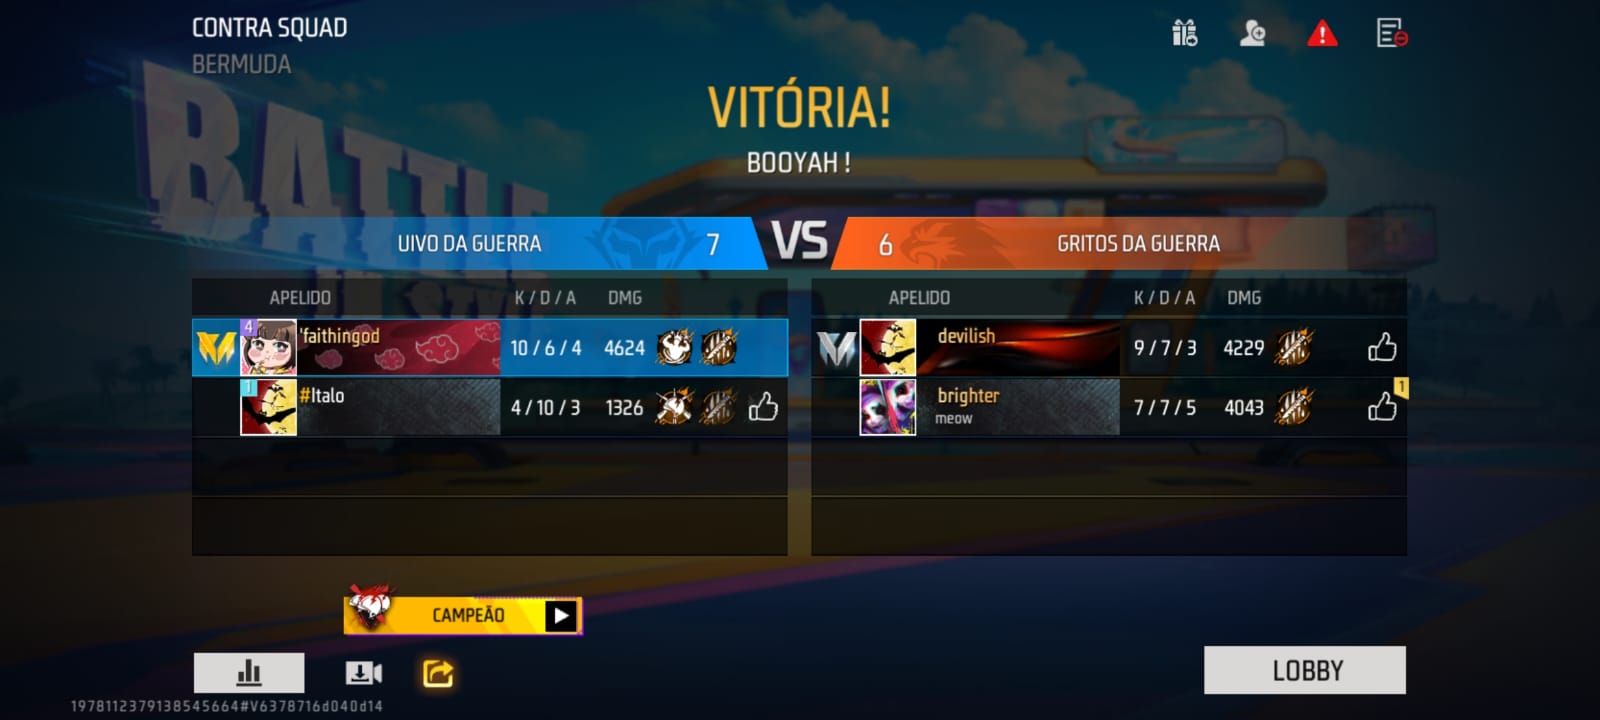 CONTRA SQUAD
BERMUDA
VITÓRIA!
BOOYAH !
UIVO DA GUERRA 7 VS 6 GRITOS DA GUERRA
APELIDO K / D / A DMG APELIDO K / D / A DMG
4 'faithingod 10 / 6 / 4 4624 devilish 9 / 7 / 3 4229
1 #Italo 4 / 10 / 3 1326 brighter 7 / 7 / 5 4043 1
meow
CAMPEÃO
LOBBY
1978112379138545664#V6378716d040d14
BATTLE